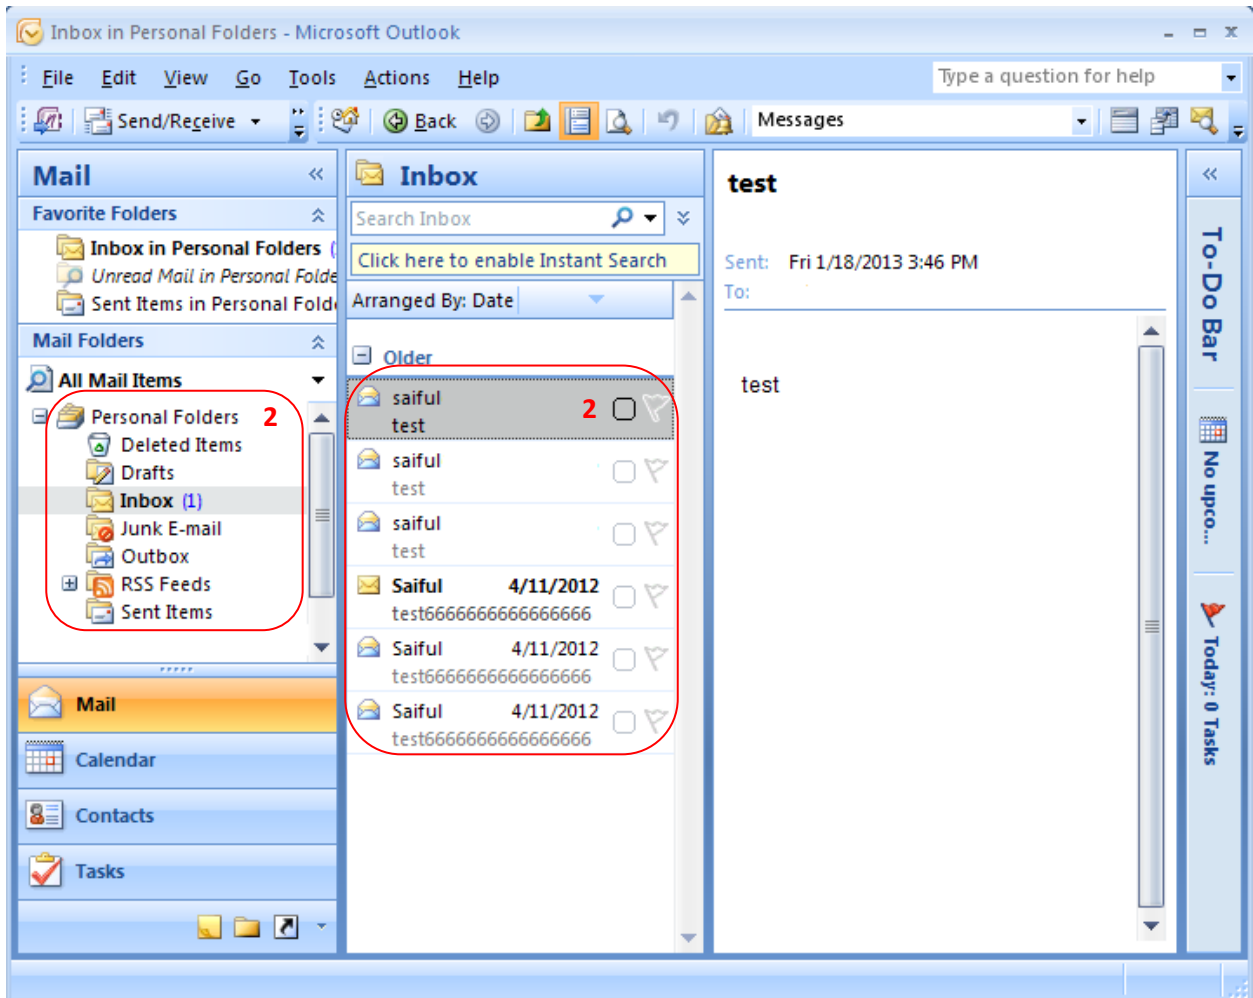 Inbox in Personal Folders - Microsoft Outlook
File Edit View Go Tools Actions Help
Type a question for help
Send/Receive
Back
Messages
Mail
Favorite Folders
Inbox in Personal Folders (
Unread Mail in Personal Folde
Sent Items in Personal Folde
Mail Folders
All Mail Items
Personal Folders 2
Deleted Items
Drafts
Inbox (1)
Junk E-mail
Outbox
RSS Feeds
Sent Items
Mail
Calendar
Contacts
Tasks
Inbox
Search Inbox
Click here to enable Instant Search
Arranged By: Date
Older
saiful 2
test
saiful
test
saiful
test
Saiful 4/11/2012
test6666666666666666
Saiful 4/11/2012
test6666666666666666
Saiful 4/11/2012
test6666666666666666
test
Sent: Fri 1/18/2013 3:46 PM
To:
test
To-Do Bar
No upco...
Today: 0 Tasks